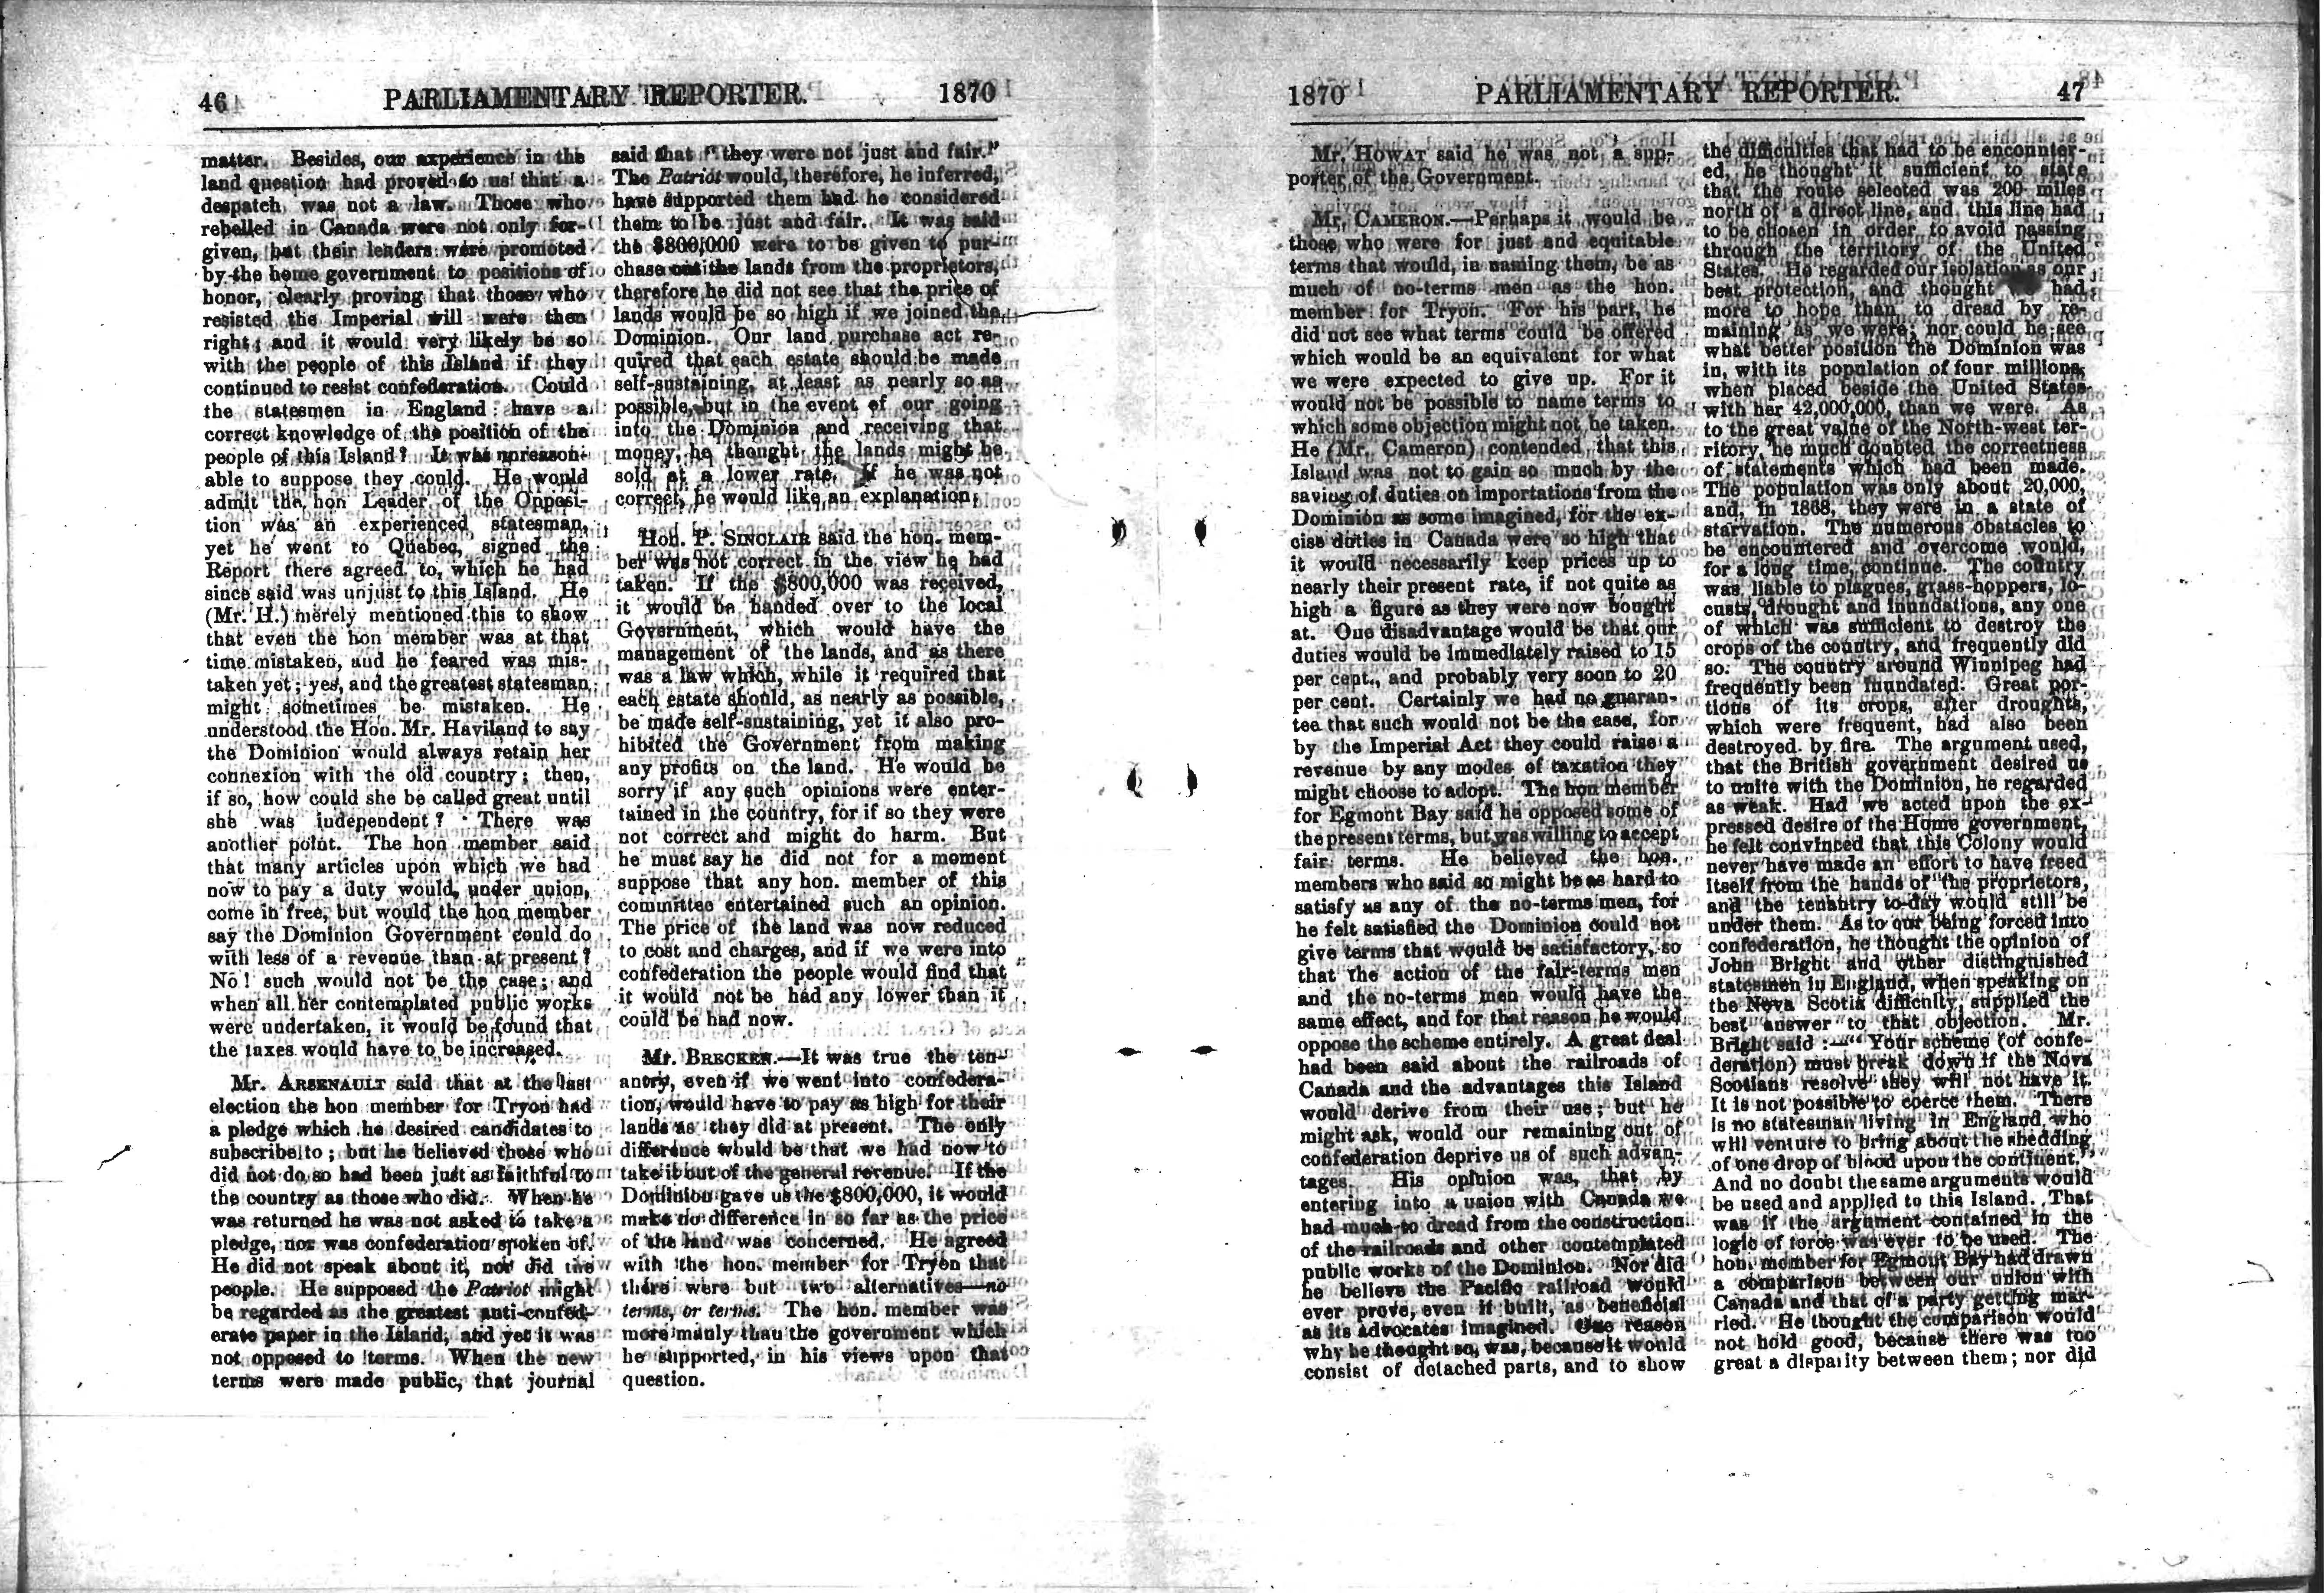 46
PARLIAMENTARY REPORTER.
1870
matter. Besides, our experience in the
land question had proved to us that a
despatch was not a law. Those who
rebelled in Canada were not only for-
given, but their leaders were promoted
by the home government to positions of
honor, clearly proving that those who
resisted the Imperial will were then
right; and it would very likely be so
with the people of this Island if they
continued to resist confederation. Could
the statesmen in England have a
correct knowledge of the position of the
people of this Island? It was unreason-
able to suppose they could. He would
admit the hon Leader of the Opposi-
tion was an experienced statesman,
yet he went to Quebec, signed the
Report there agreed to, which he had
since said was unjust to this Island. He
(Mr. H.) merely mentioned this to show
that even the hon member was at that
time mistaken, and he feared was mis-
taken yet; yes, and the greatest statesman
might sometimes be mistaken. He
understood the Hon. Mr. Haviland to say
the Dominion would always retain her
connexion with the old country; then,
if so, how could she be called great until
she was independent? There was
another point. The hon member said
that many articles upon which we had
now to pay a duty would, under union,
come in free, but would the hon member
say the Dominion Government could do
with less of a revenue than at present?
No! such would not be the case; and
when all her contemplated public works
were undertaken, it would be found that
the taxes would have to be increased.
Mr. ARSENAULT said that at the last
election the hon member for Tryon had
a pledge which he desired candidates to
subscribe to; but he believed those who
did not do so had been just as faithful to
the country as those who did. When he
was returned he was not asked to take a
pledge, nor was confederation spoken of.
He did not speak about it, nor did the
people. He supposed the Patriot might
be regarded as the greatest anti-confed-
erate paper in the Island, and yet it was
not opposed to terms. When the new
terms were made public, that journal
said that "they were not just and fair."
The Patriot would, therefore, he inferred,
have supported them had he considered
them to be just and fair. It was said
the $800,000 were to be given to pur-
chase out the lands from the proprietors,
therefore he did not see that the price of
lands would be so high if we joined the
Dominion. Our land purchase act re-
quired that each estate should be made
self-sustaining, at least as nearly so as
possible, but in the event of our going
into the Dominion and receiving that
money, he thought the lands might be
sold at a lower rate. If he was not
correct, he would like an explanation.
Hon. P. SINCLAIR said the hon. mem-
ber was not correct in the view he had
taken. If the $800,000 was received,
it would be handed over to the local
Government, which would have the
management of the lands, and as there
was a law which, while it required that
each estate should, as nearly as possible,
be made self-sustaining, yet it also pro-
hibited the Government from making
any profits on the land. He would be
sorry if any such opinions were enter-
tained in the country, for if so they were
not correct and might do harm. But
he must say he did not for a moment
suppose that any hon. member of this
committee entertained such an opinion.
The price of the land was now reduced
to cost and charges, and if we were into
confederation the people would find that
it would not be had any lower than it
could be had now.
Mr. BRECKEN.—It was true the ten-
antry, even if we went into confedera-
tion, would have to pay as high for their
lands as they did at present. The only
difference would be that we had now to
take it out of the general revenue. If the
Dominion gave us the $800,000, it would
make no difference in so far as the price
of the land was concerned. He agreed
with the hon. member for Tryon that
there were but two alternatives—no
terms, or terms. The hon. member was
more manly than the government which
he supported, in his views upon that
question.
1870
PARLIAMENTARY REPORTER.
47
Mr. HOWAT said he was not a sup-
porter of the Government.
Mr. CAMERON.—Perhaps it would be
those who were for just and equitable
terms that would, in naming them, be as
much of no-terms men as the hon.
member for Tryon. For his part, he
did not see what terms could be offered
which would be an equivalent for what
we were expected to give up. For it
would not be possible to name terms to
which some objection might not be taken.
He (Mr. Cameron) contended that this
Island was not to gain so much by the
saving of duties on importations from the
Dominion as some imagined, for the ex-
cise duties in Canada were so high that
it would necessarily keep prices up to
nearly their present rate, if not quite as
high a figure as they were now bought
at. One disadvantage would be that our
duties would be immediately raised to 15
per cent., and probably very soon to 20
per cent. Certainly we had no guaran-
tee that such would not be the case, for
by the Imperial Act they could raise a
revenue by any modes of taxation they
might choose to adopt. The hon member
for Egmont Bay said he opposed some of
the present terms, but was willing to accept
fair terms. He believed the hon.
members who said so might be as hard to
satisfy as any of the no-terms men, for
he felt satisfied the Dominion could not
give terms that would be satisfactory, so
that the action of the fair-terms men
and the no-terms men would have the
same effect, and for that reason he would
oppose the scheme entirely. A great deal
had been said about the railroads of
Canada and the advantages this Island
would derive from their use; but he
might ask, would our remaining out of
confederation deprive us of such advan-
tages. His opinion was, that by
entering into a union with Canada we
had much to dread from the construction
of the railroads and other contemplated
public works of the Dominion. Nor did
he believe the Pacific railroad would
ever prove, even if built, as beneficial
as its advocates imagined. One reason
why he thought so, was, because it would
consist of detached parts, and to show
the difficulties that had to be encounter-
ed, he thought it sufficient to state
that the route selected was 200 miles
north of a direct line, and this line had
to be chosen in order to avoid passing
through the territory of the United
States. He regarded our isolation as our
best protection, and thought had
more to hope than to dread by re-
maining as we were; nor could he see
what better position the Dominion was
in, with its population of four millions,
when placed beside the United States
with her 42,000,000, than we were. As
to the great value of the North-west ter-
ritory, he much doubted the correctness
of statements which had been made.
The population was only about 20,000,
and, in 1868, they were in a state of
starvation. The numerous obstacles to
be encountered and overcome would,
for a long time, continue. The country
was liable to plagues, grass-hoppers, lo-
custs, drought and inundations, any one
of which was sufficient to destroy the
crops of the country, and frequently did
so. The country around Winnipeg had
frequently been inundated. Great por-
tions of its crops, after droughts,
which were frequent, had also been
destroyed by fire. The argument used,
that the British government desired us
to unite with the Dominion, he regarded
as weak. Had we acted upon the ex-
pressed desire of the Home government,
he felt convinced that this Colony would
never have made an effort to have freed
itself from the hands of the proprietors,
and the tenantry to-day would still be
under them. As to our being forced into
confederation, he thought the opinion of
John Bright and other distinguished
statesmen in England, when speaking on
the Nova Scotia difficulty, supplied the
best answer to that objection. Mr.
Bright said:—"Your scheme (of confe-
deration) must break down if the Nova
Scotians resolve they will not have it.
It is not possible to coerce them. There
is no statesman living in England who
will venture to bring about the shedding
of one drop of blood upon the continent."
And no doubt the same arguments would
be used and applied to this Island. That
was if the argument contained in the
logic of force was ever to be used. The
hon. member for Egmont Bay had drawn
a comparison between our union with
Canada and that of a party getting mar-
ried. He thought the comparison would
not hold good, because there was too
great a disparity between them; nor did